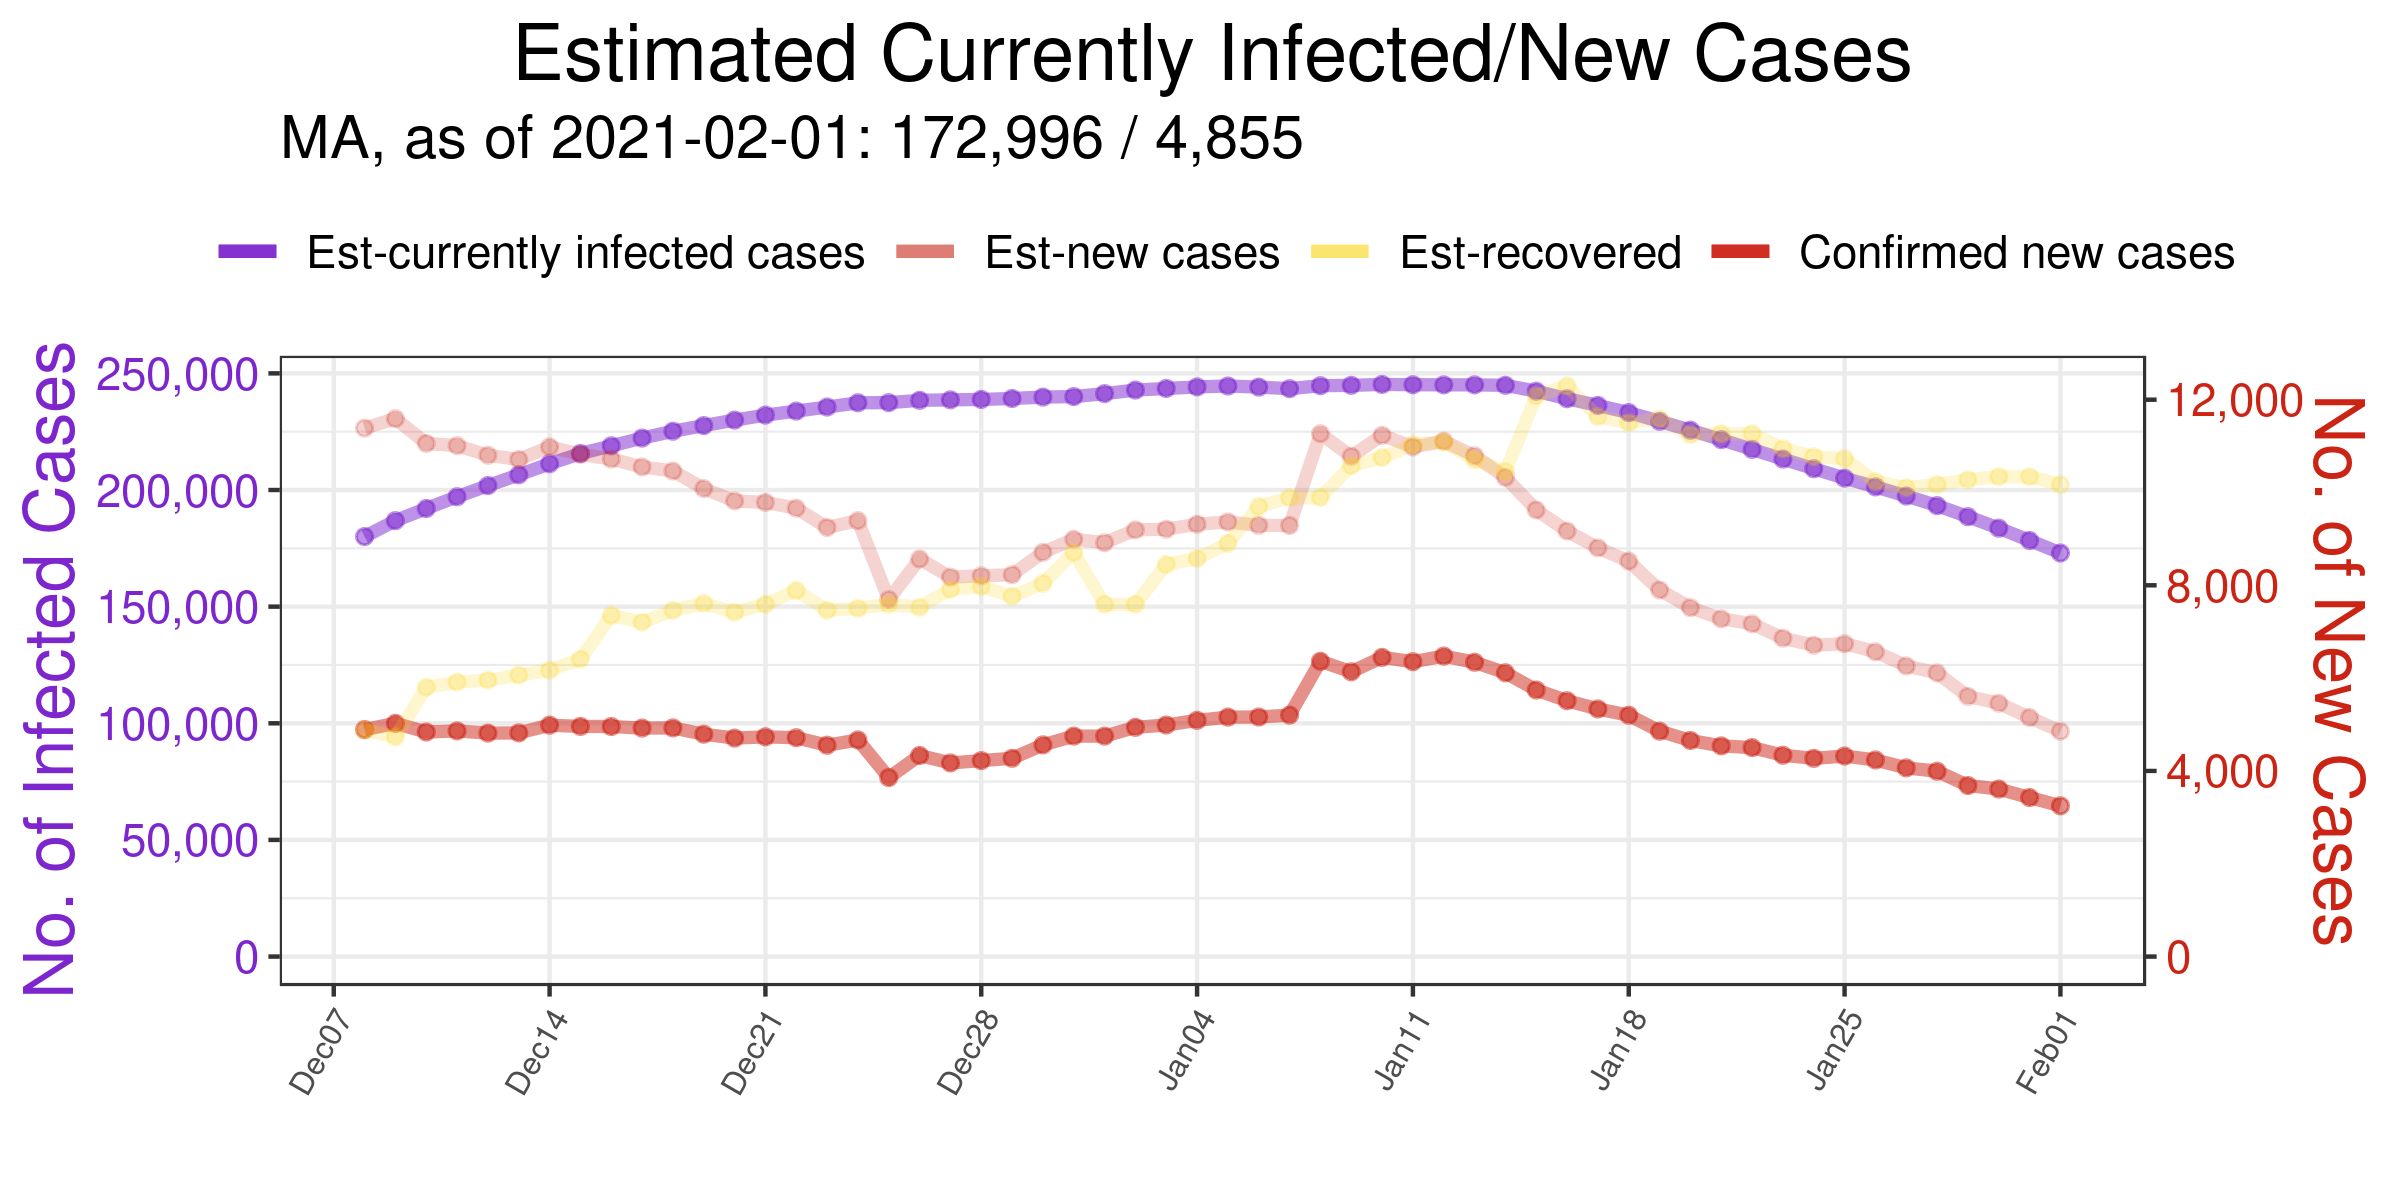 Estimated Currently Infected/New Cases
MA, as of 2021-02-01: 172,996 / 4,855
Est-currently infected cases Est-new cases Est-recovered Confirmed new cases
No. of Infected Cases
250,000
200,000
150,000
100,000
50,000
0
12,000
8,000
4,000
0
No. of New Cases
Dec07 Dec14 Dec21 Dec28 Jan04 Jan11 Jan18 Jan25 Feb01